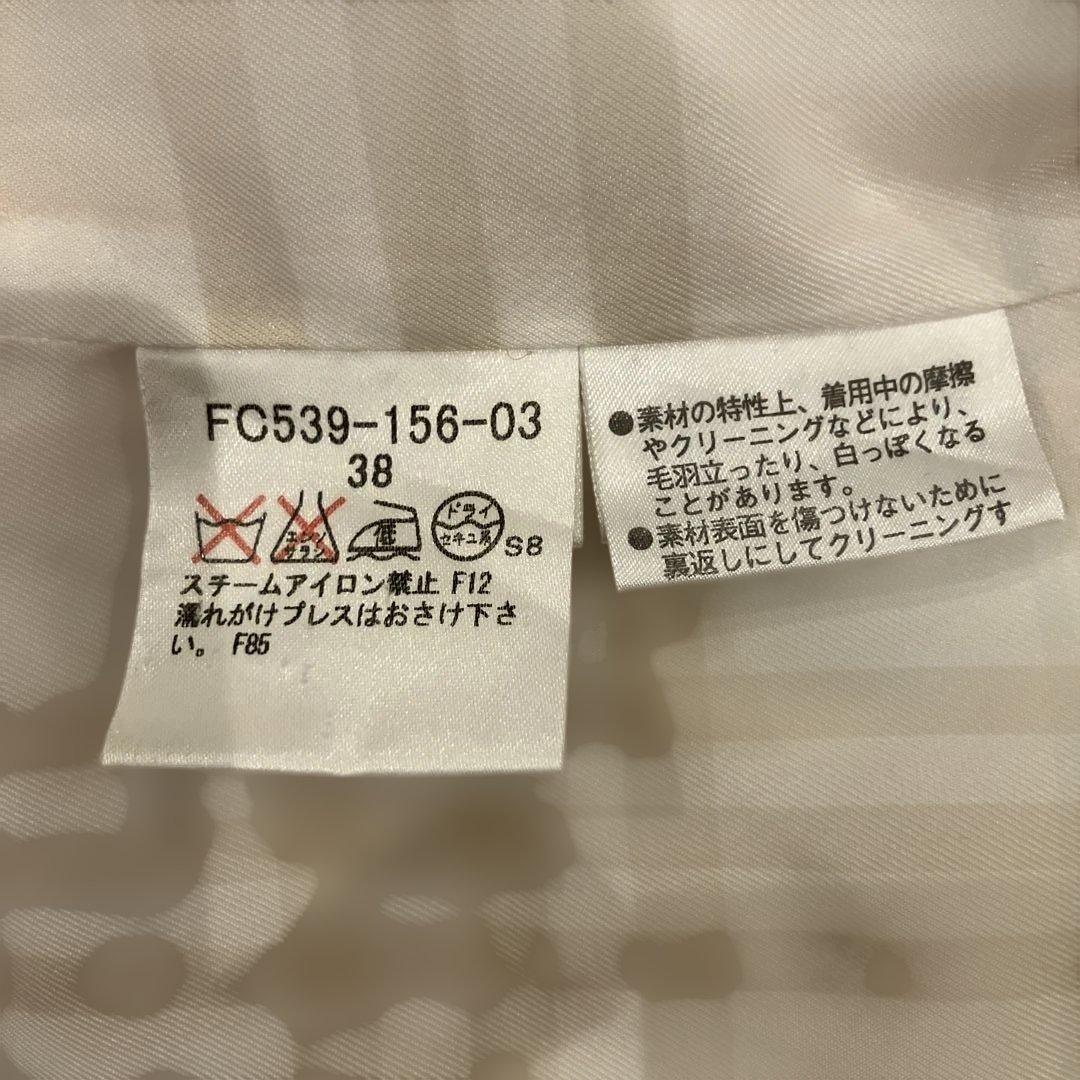 FC539-156-03
38
エンソ
サラシ
低
ドライ
セキユ系
S8
スチームアイロン禁止 F12
濡れがけプレスはおさけ下さ
い。 F85
●素材の特性上、着用中の摩擦
やクリーニングなどにより、
毛羽立ったり、白っぽくなる
ことがあります。
●素材表面を傷つけないために
裏返しにしてクリーニングす